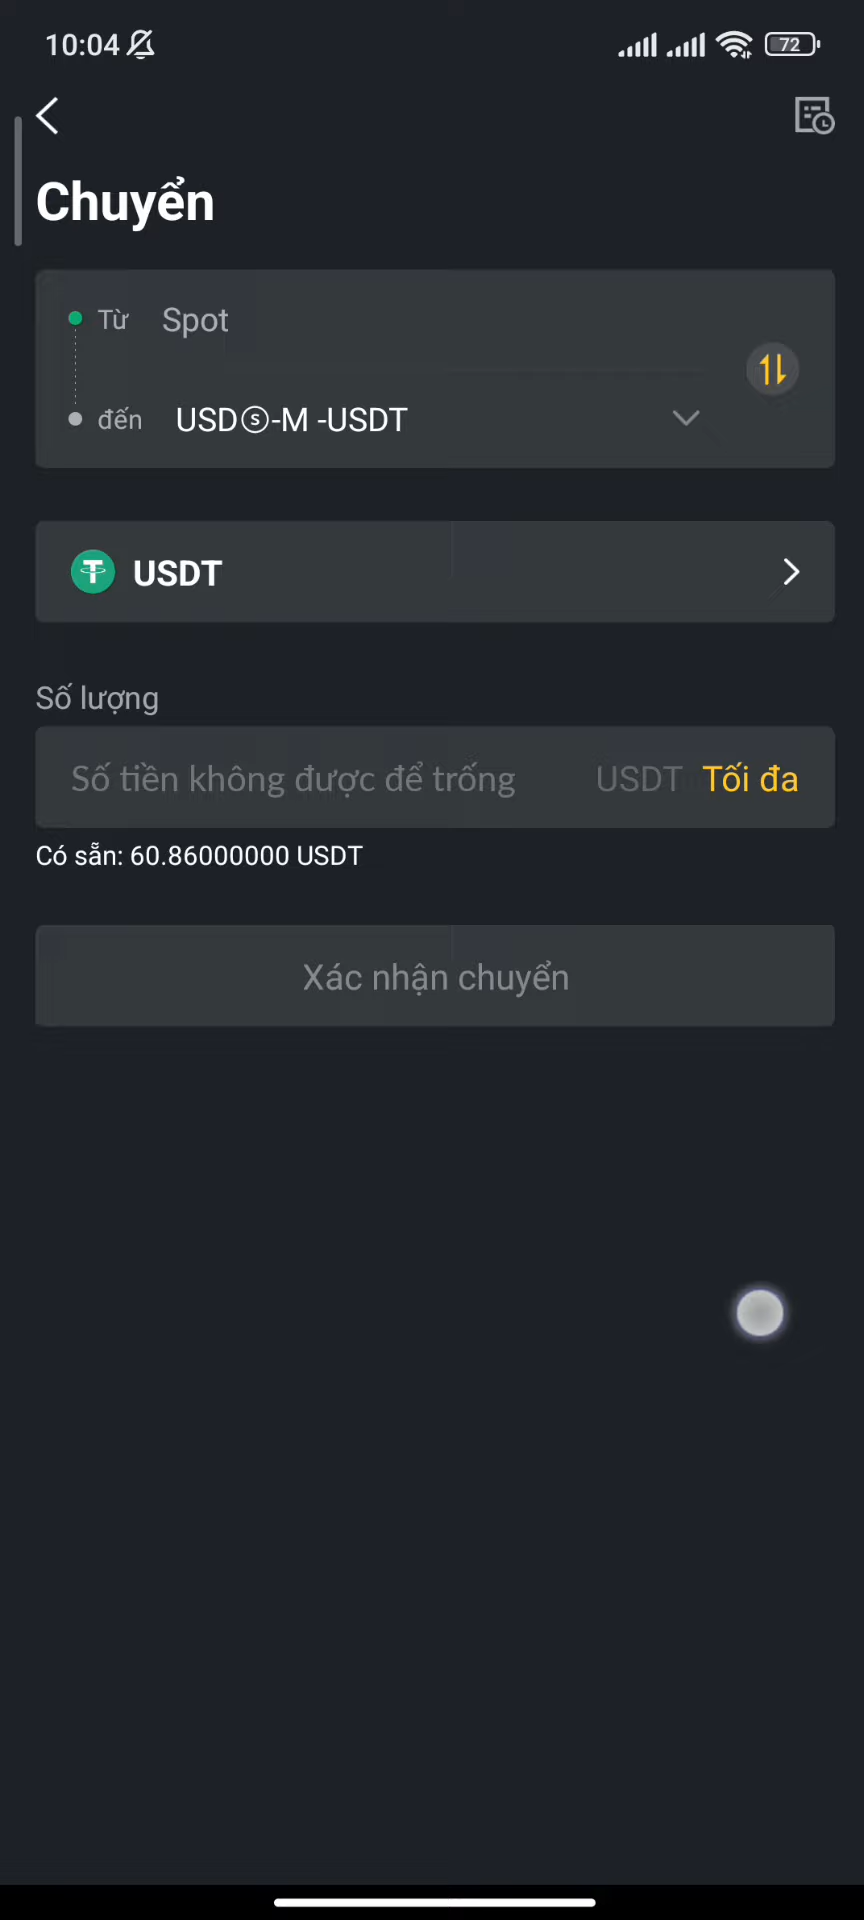 10:04
72
Chuyển
Từ Spot
đến USDⓢ-M -USDT
USDT
Số lượng
Số tiền không được để trống USDT Tối đa
Có sẵn: 60.86000000 USDT
Xác nhận chuyển